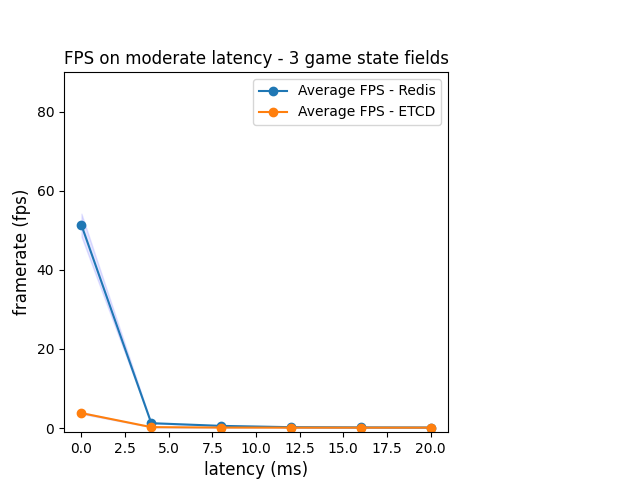 FPS on moderate latency - 3 game state fields
Average FPS - Redis
Average FPS - ETCD
framerate (fps)
80
60
40
20
0
0.0 2.5 5.0 7.5 10.0 12.5 15.0 17.5 20.0
latency (ms)